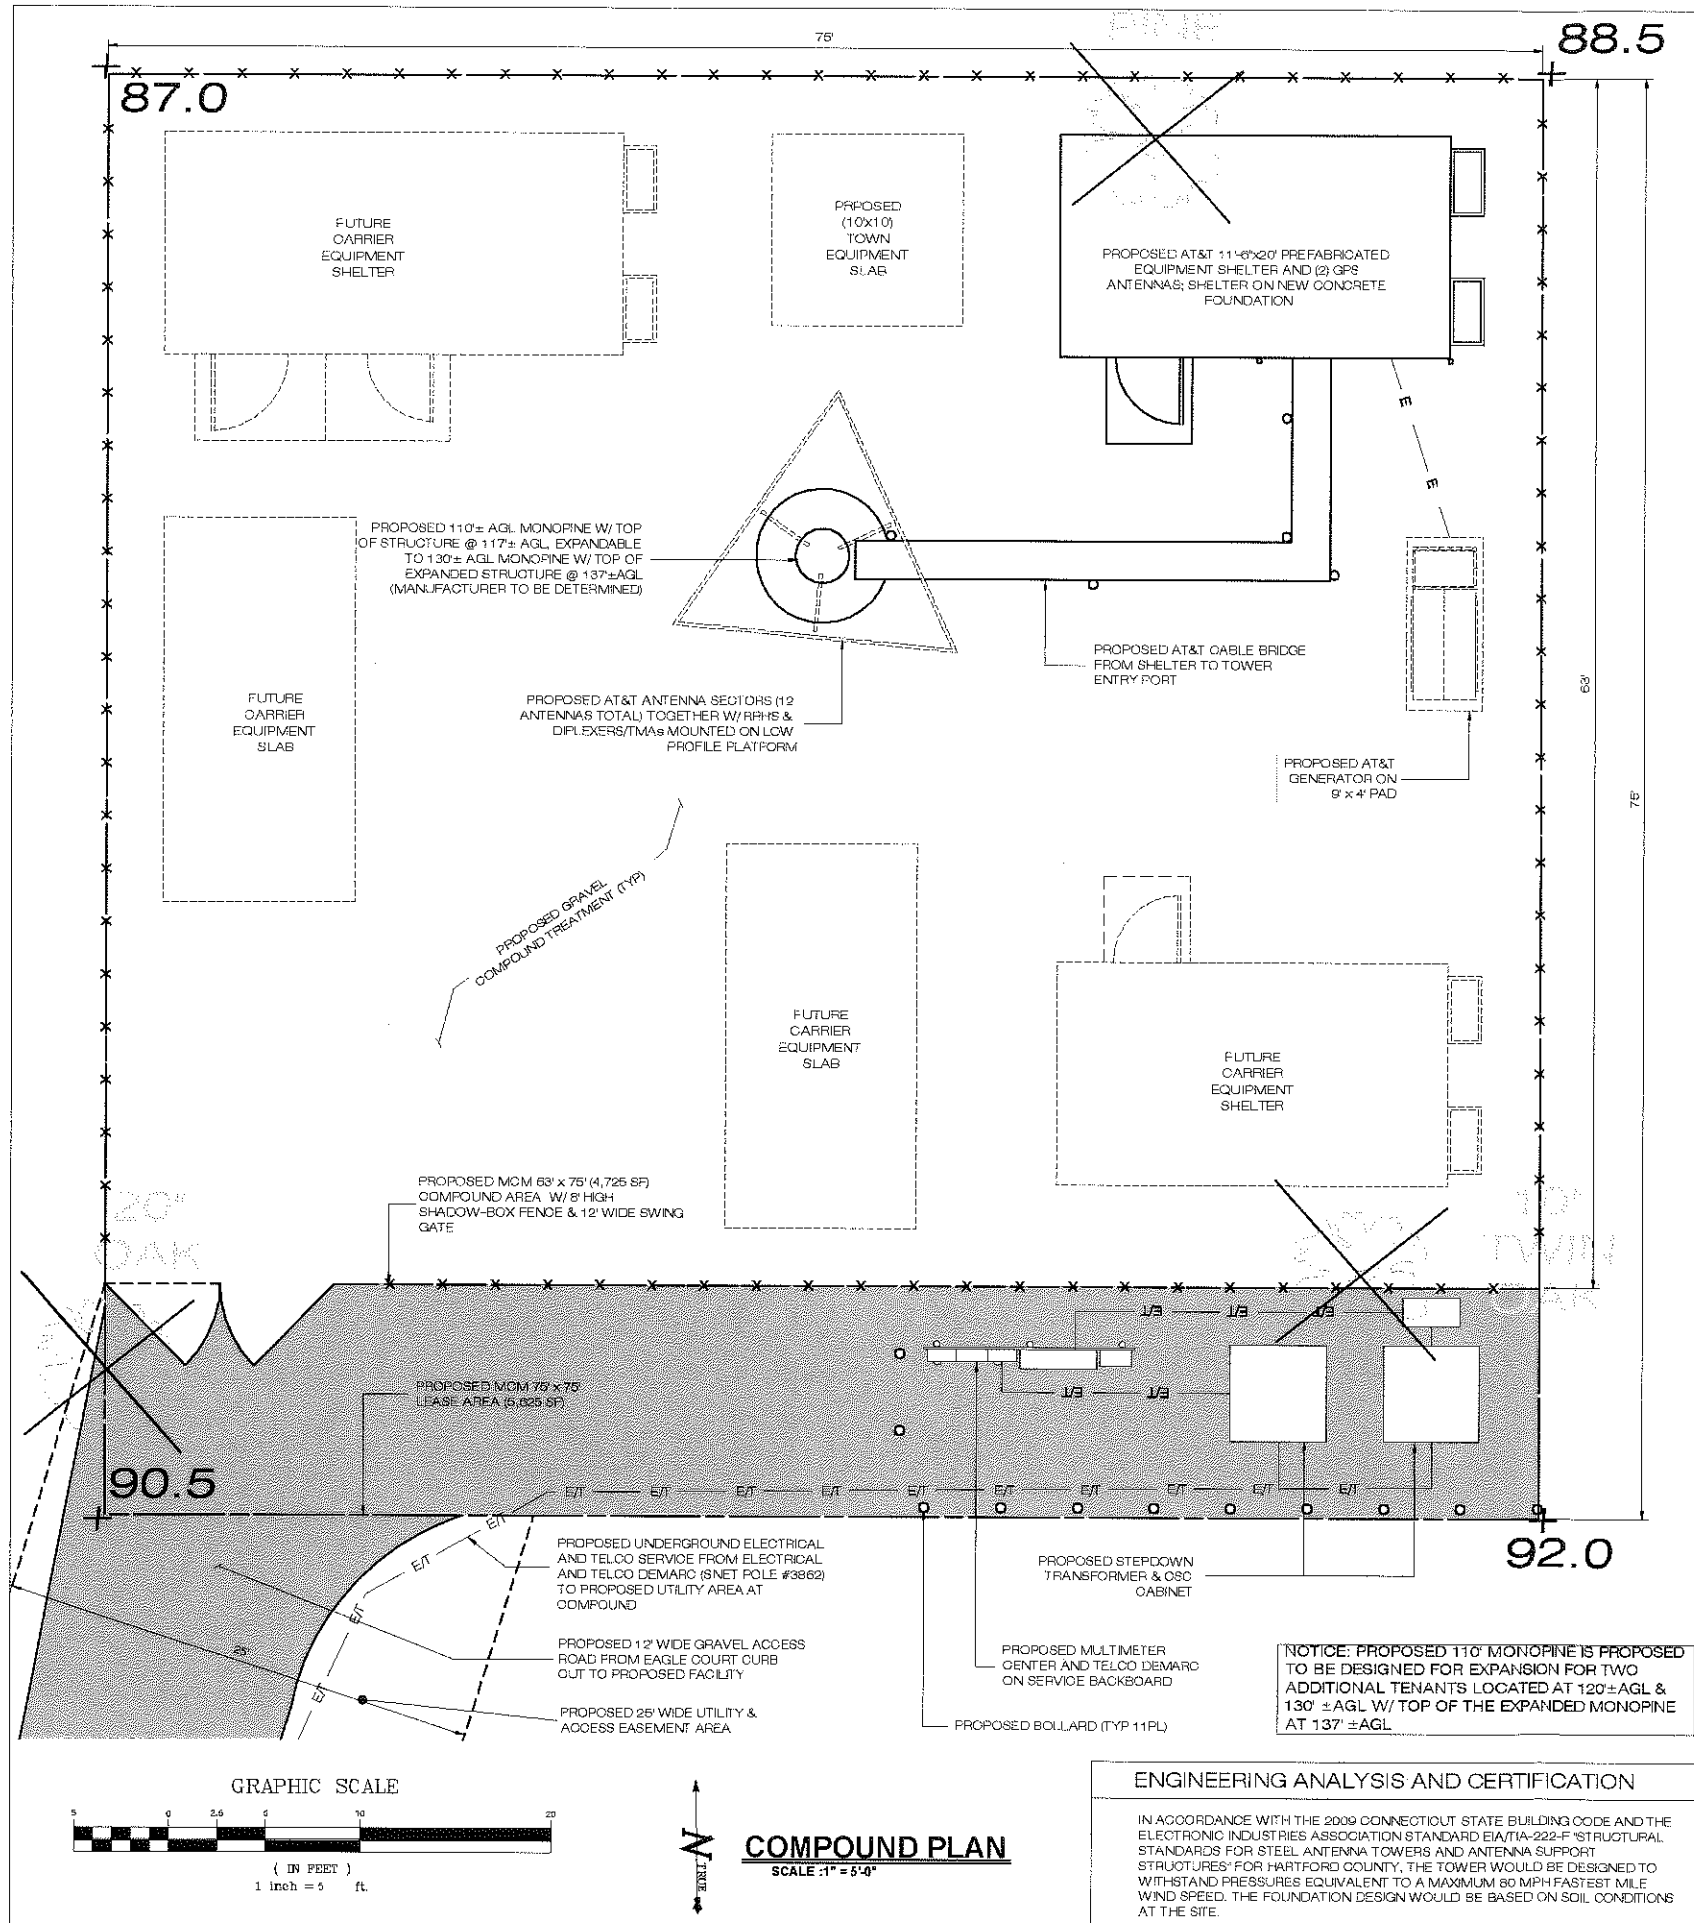 75'
PINE
88.5
87.0
FUTURE
CARRIER
EQUIPMENT
SHELTER
PRPOSED
(10'x10')
TOWN
EQUIPMENT
SLAB
PROPOSED AT&T 11'-6"x20' PREFABRICATED
EQUIPMENT SHELTER AND (2) GPS
ANTENNAS; SHELTER ON NEW CONCRETE
FOUNDATION
E
E
PROPOSED 110'± AGL MONOPINE W/ TOP
OF STRUCTURE @ 117'± AGL, EXPANDABLE
TO 130'± AGL MONOPINE W/ TOP OF
EXPANDED STRUCTURE @ 137'±AGL
(MANUFACTURER TO BE DETERMINED)
PROPOSED AT&T CABLE BRIDGE
FROM SHELTER TO TOWER
ENTRY PORT
63'
FUTURE
CARRIER
EQUIPMENT
SLAB
PROPOSED AT&T ANTENNA SECTORS (12
ANTENNAS TOTAL) TOGETHER W/ RRHS &
DIPLEXERS/TMAs MOUNTED ON LOW
PROFILE PLATFORM
PROPOSED AT&T
GENERATOR ON
9' x 4' PAD
75'
PROPOSED GRAVEL
COMPOUND TREATMENT (TYP)
FUTURE
CARRIER
EQUIPMENT
SLAB
FUTURE
CARRIER
EQUIPMENT
SHELTER
PROPOSED MCM 63' x 75' (4,725 SF)
COMPOUND AREA W/ 8' HIGH
SHADOW-BOX FENCE & 12' WIDE SWING
GATE
20"
OAK
10"
TWIN
OAK
E/T
E/T
E/T
E/T
E/T
PROPOSED MCM 75' x 75'
LEASE AREA (5,625 SF)
90.5
E/T
E/T
E/T
E/T
E/T
E/T
E/T
E/T
E/T
E/T
E/T
E/T
E/T
E/T
92.0
PROPOSED UNDERGROUND ELECTRICAL
AND TELCO SERVICE FROM ELECTRICAL
AND TELCO DEMARC (SNET POLE #3862)
TO PROPOSED UTILITY AREA AT
COMPOUND
PROPOSED STEPDOWN
TRANSFORMER & CSC
CABINET
25'
PROPOSED 12' WIDE GRAVEL ACCESS
ROAD FROM EAGLE COURT CURB
CUT TO PROPOSED FACILITY
PROPOSED MULTIMETER
CENTER AND TELCO DEMARC
ON SERVICE BACKBOARD
PROPOSED 25' WIDE UTILITY &
ACCESS EASEMENT AREA
PROPOSED BOLLARD (TYP 11PL)
NOTICE: PROPOSED 110' MONOPINE IS PROPOSED
TO BE DESIGNED FOR EXPANSION FOR TWO
ADDITIONAL TENANTS LOCATED AT 120'±AGL &
130' ±AGL W/ TOP OF THE EXPANDED MONOPINE
AT 137' ±AGL
GRAPHIC SCALE
5 0 2.5 5 10 20
( IN FEET )
1 inch = 5 ft.
N
TRUE
COMPOUND PLAN
SCALE :1" = 5'-0"
ENGINEERING ANALYSIS AND CERTIFICATION
IN ACCORDANCE WITH THE 2009 CONNECTICUT STATE BUILDING CODE AND THE
ELECTRONIC INDUSTRIES ASSOCIATION STANDARD EIA/TIA-222-F "STRUCTURAL
STANDARDS FOR STEEL ANTENNA TOWERS AND ANTENNA SUPPORT
STRUCTURES" FOR HARTFORD COUNTY, THE TOWER WOULD BE DESIGNED TO
WITHSTAND PRESSURES EQUIVALENT TO A MAXIMUM 80 MPH FASTEST MILE
WIND SPEED. THE FOUNDATION DESIGN WOULD BE BASED ON SOIL CONDITIONS
AT THE SITE.